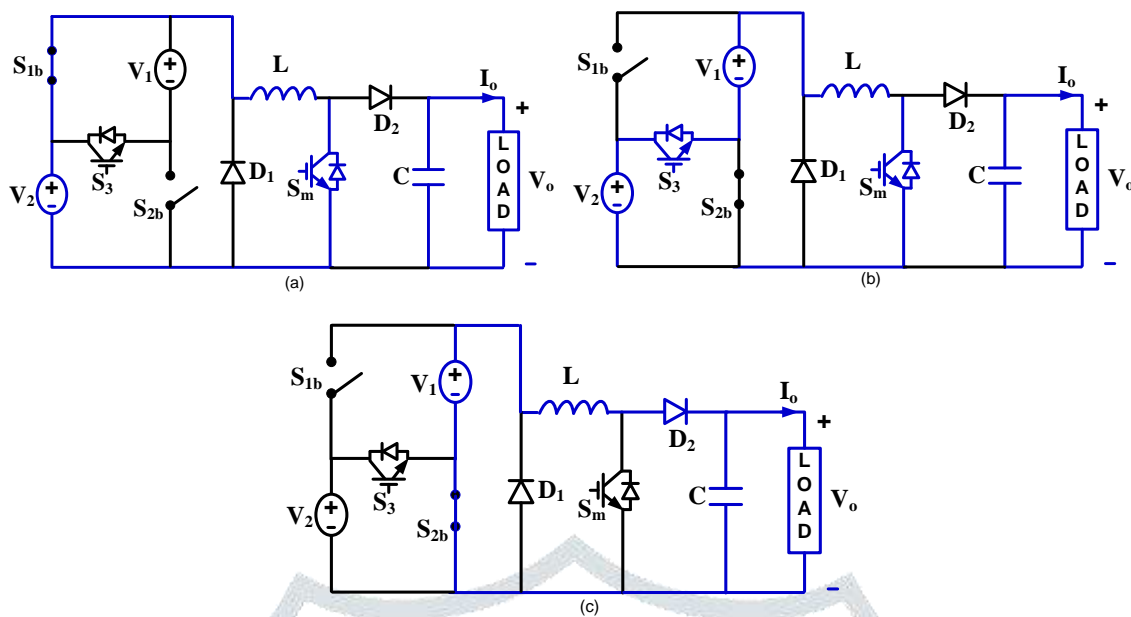 S1b
V1
L
Io
+
D2
S3
D1
Sm
C
LOAD
Vo
V2
S2b
−
(a)
S1b
V1
L
Io
+
D2
S3
D1
Sm
C
LOAD
Vo
V2
S2b
−
(b)
S1b
V1
L
Io
+
D2
S3
D1
Sm
C
LOAD
Vo
V2
S2b
−
(c)